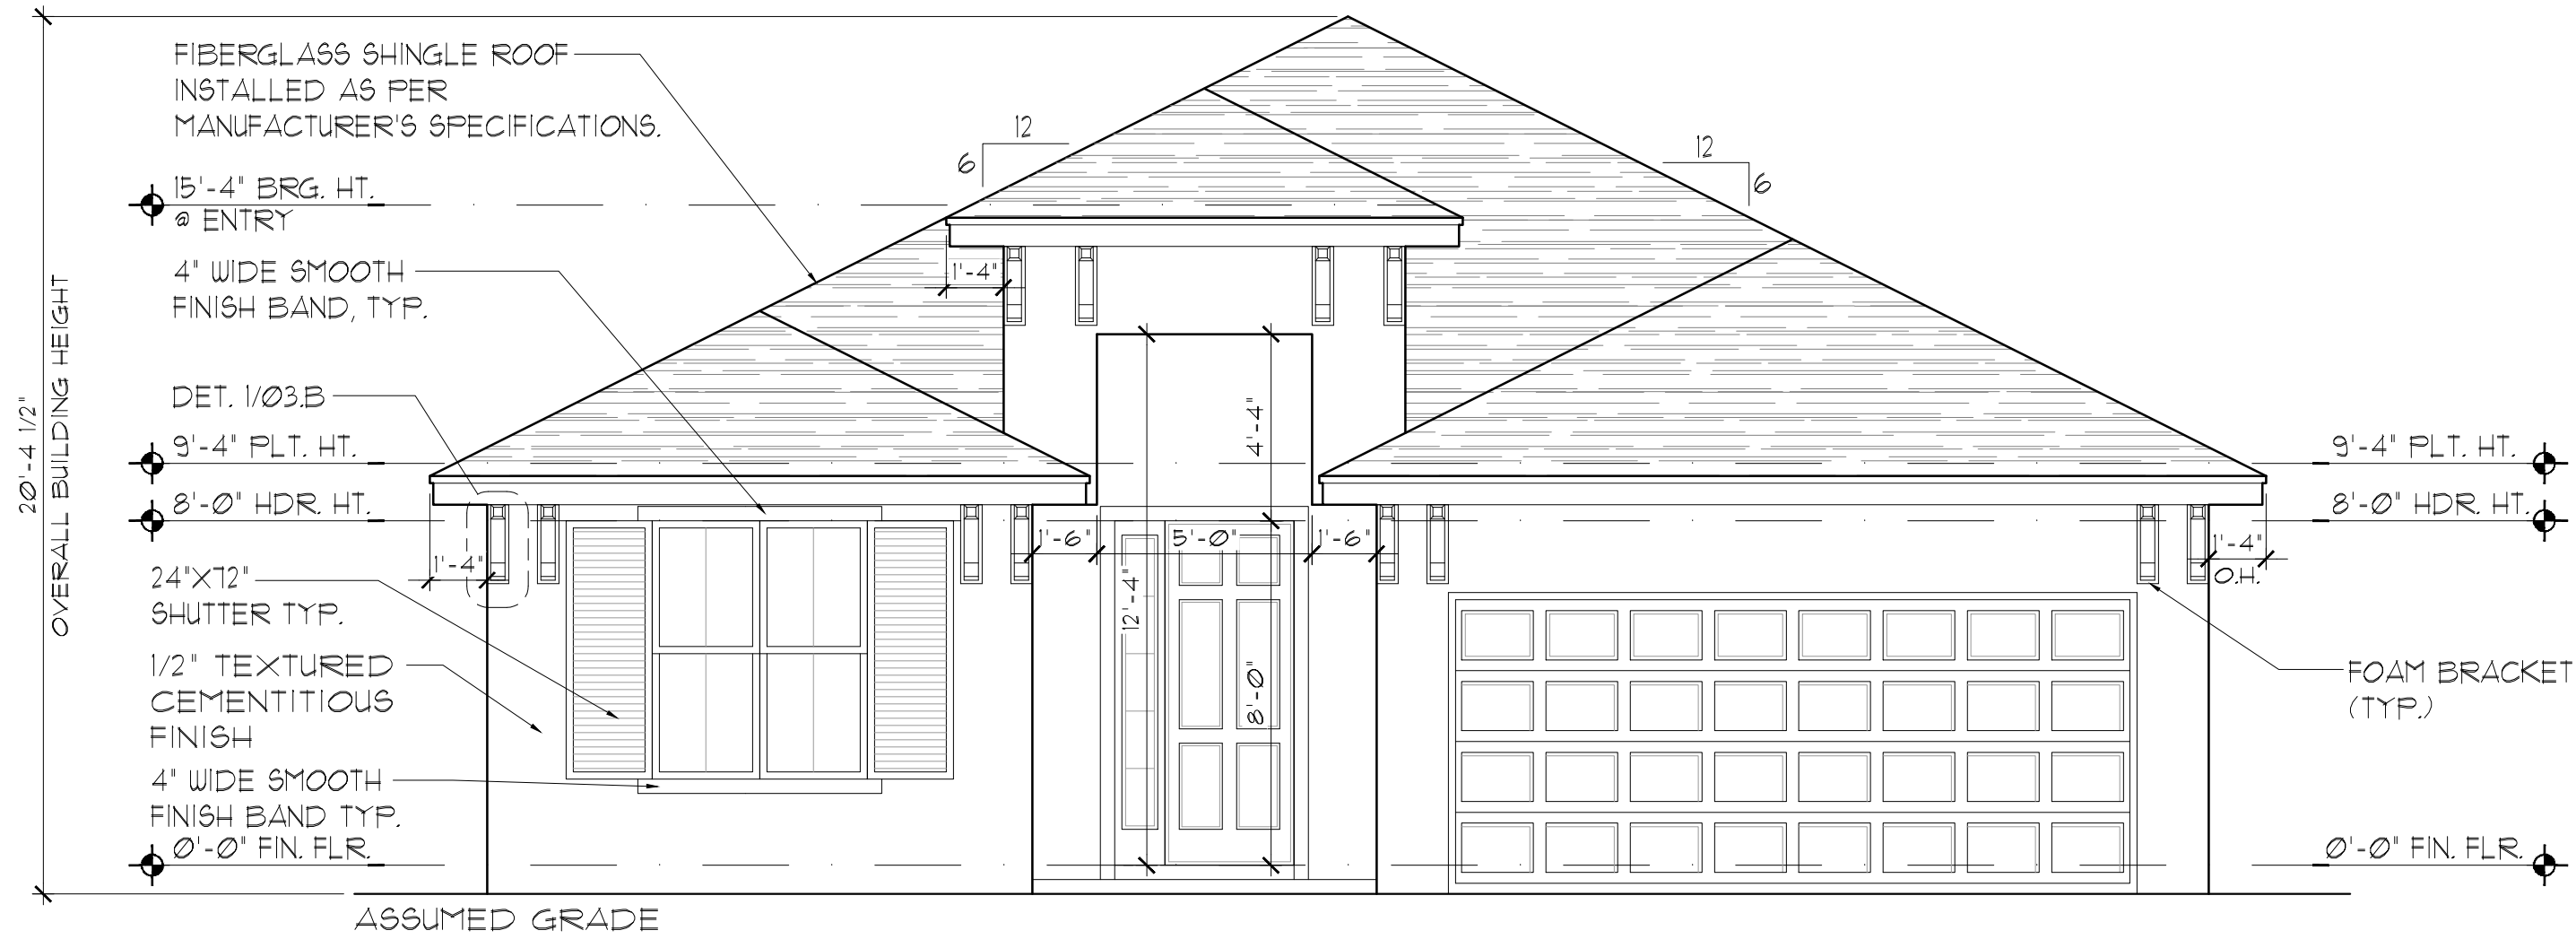 FIBERGLASS SHINGLE ROOF
INSTALLED AS PER
MANUFACTURER'S SPECIFICATIONS.
12
6
12
6
15'-4" BRG. HT.
@ ENTRY
4" WIDE SMOOTH
FINISH BAND, TYP.
1'-4"
20'-4 1/2"
OVERALL BUILDING HEIGHT
DET. 1/03.B
9'-4" PLT. HT.
9'-4" PLT. HT.
8'-0" HDR. HT.
8'-0" HDR. HT.
4'-4"
1'-6"
5'-0"
1'-6"
1'-4"
1'-4"
O.H.
24"X72"
SHUTTER TYP.
12'-4"
8'-0"
1/2" TEXTURED
CEMENTITIOUS
FINISH
FOAM BRACKET
(TYP.)
4" WIDE SMOOTH
FINISH BAND TYP.
0'-0" FIN. FLR.
0'-0" FIN. FLR.
ASSUMED GRADE